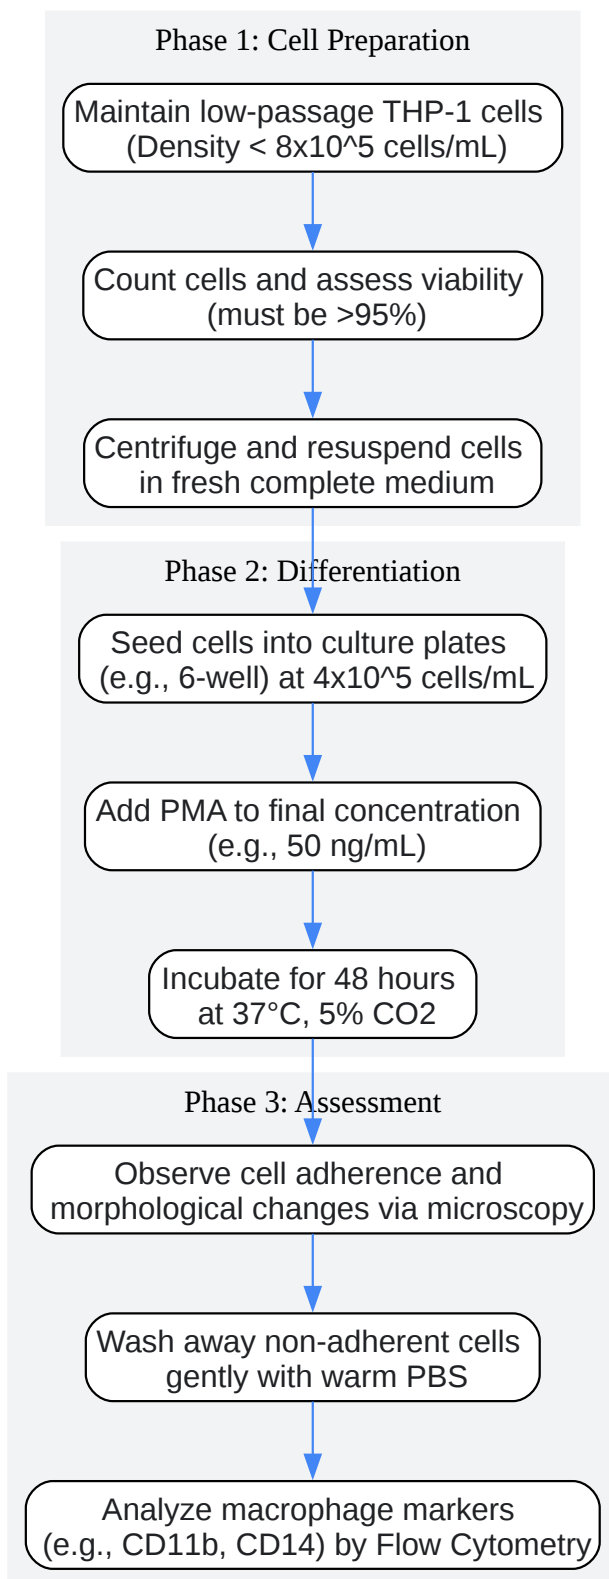 Phase 1: Cell Preparation
Maintain low-passage THP-1 cells
(Density < 8x10^5 cells/mL)
Count cells and assess viability
(must be >95%)
Centrifuge and resuspend cells
in fresh complete medium
Phase 2: Differentiation
Seed cells into culture plates
(e.g., 6-well) at 4x10^5 cells/mL
Add PMA to final concentration
(e.g., 50 ng/mL)
Incubate for 48 hours
at 37°C, 5% CO2
Phase 3: Assessment
Observe cell adherence and
morphological changes via microscopy
Wash away non-adherent cells
gently with warm PBS
Analyze macrophage markers
(e.g., CD11b, CD14) by Flow Cytometry